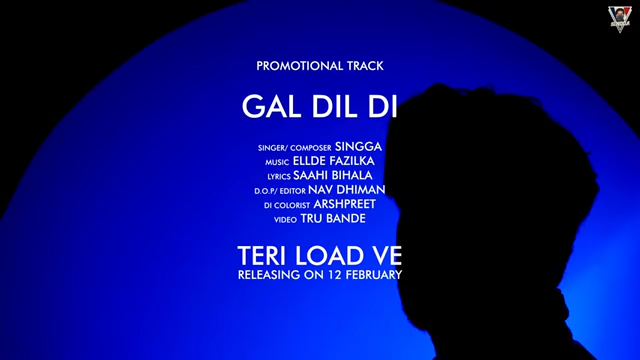 PROMOTIONAL TRACK
GAL DIL DI
SINGER/ COMPOSER SINGGA
MUSIC ELLDE FAZILKA
LYRICS SAAHI BIHALA
D.O.P/ EDITOR NAV DHIMAN
DI COLORIST ARSHPREET
VIDEO TRU BANDE
TERI LOAD VE
RELEASING ON 12 FEBRUARY